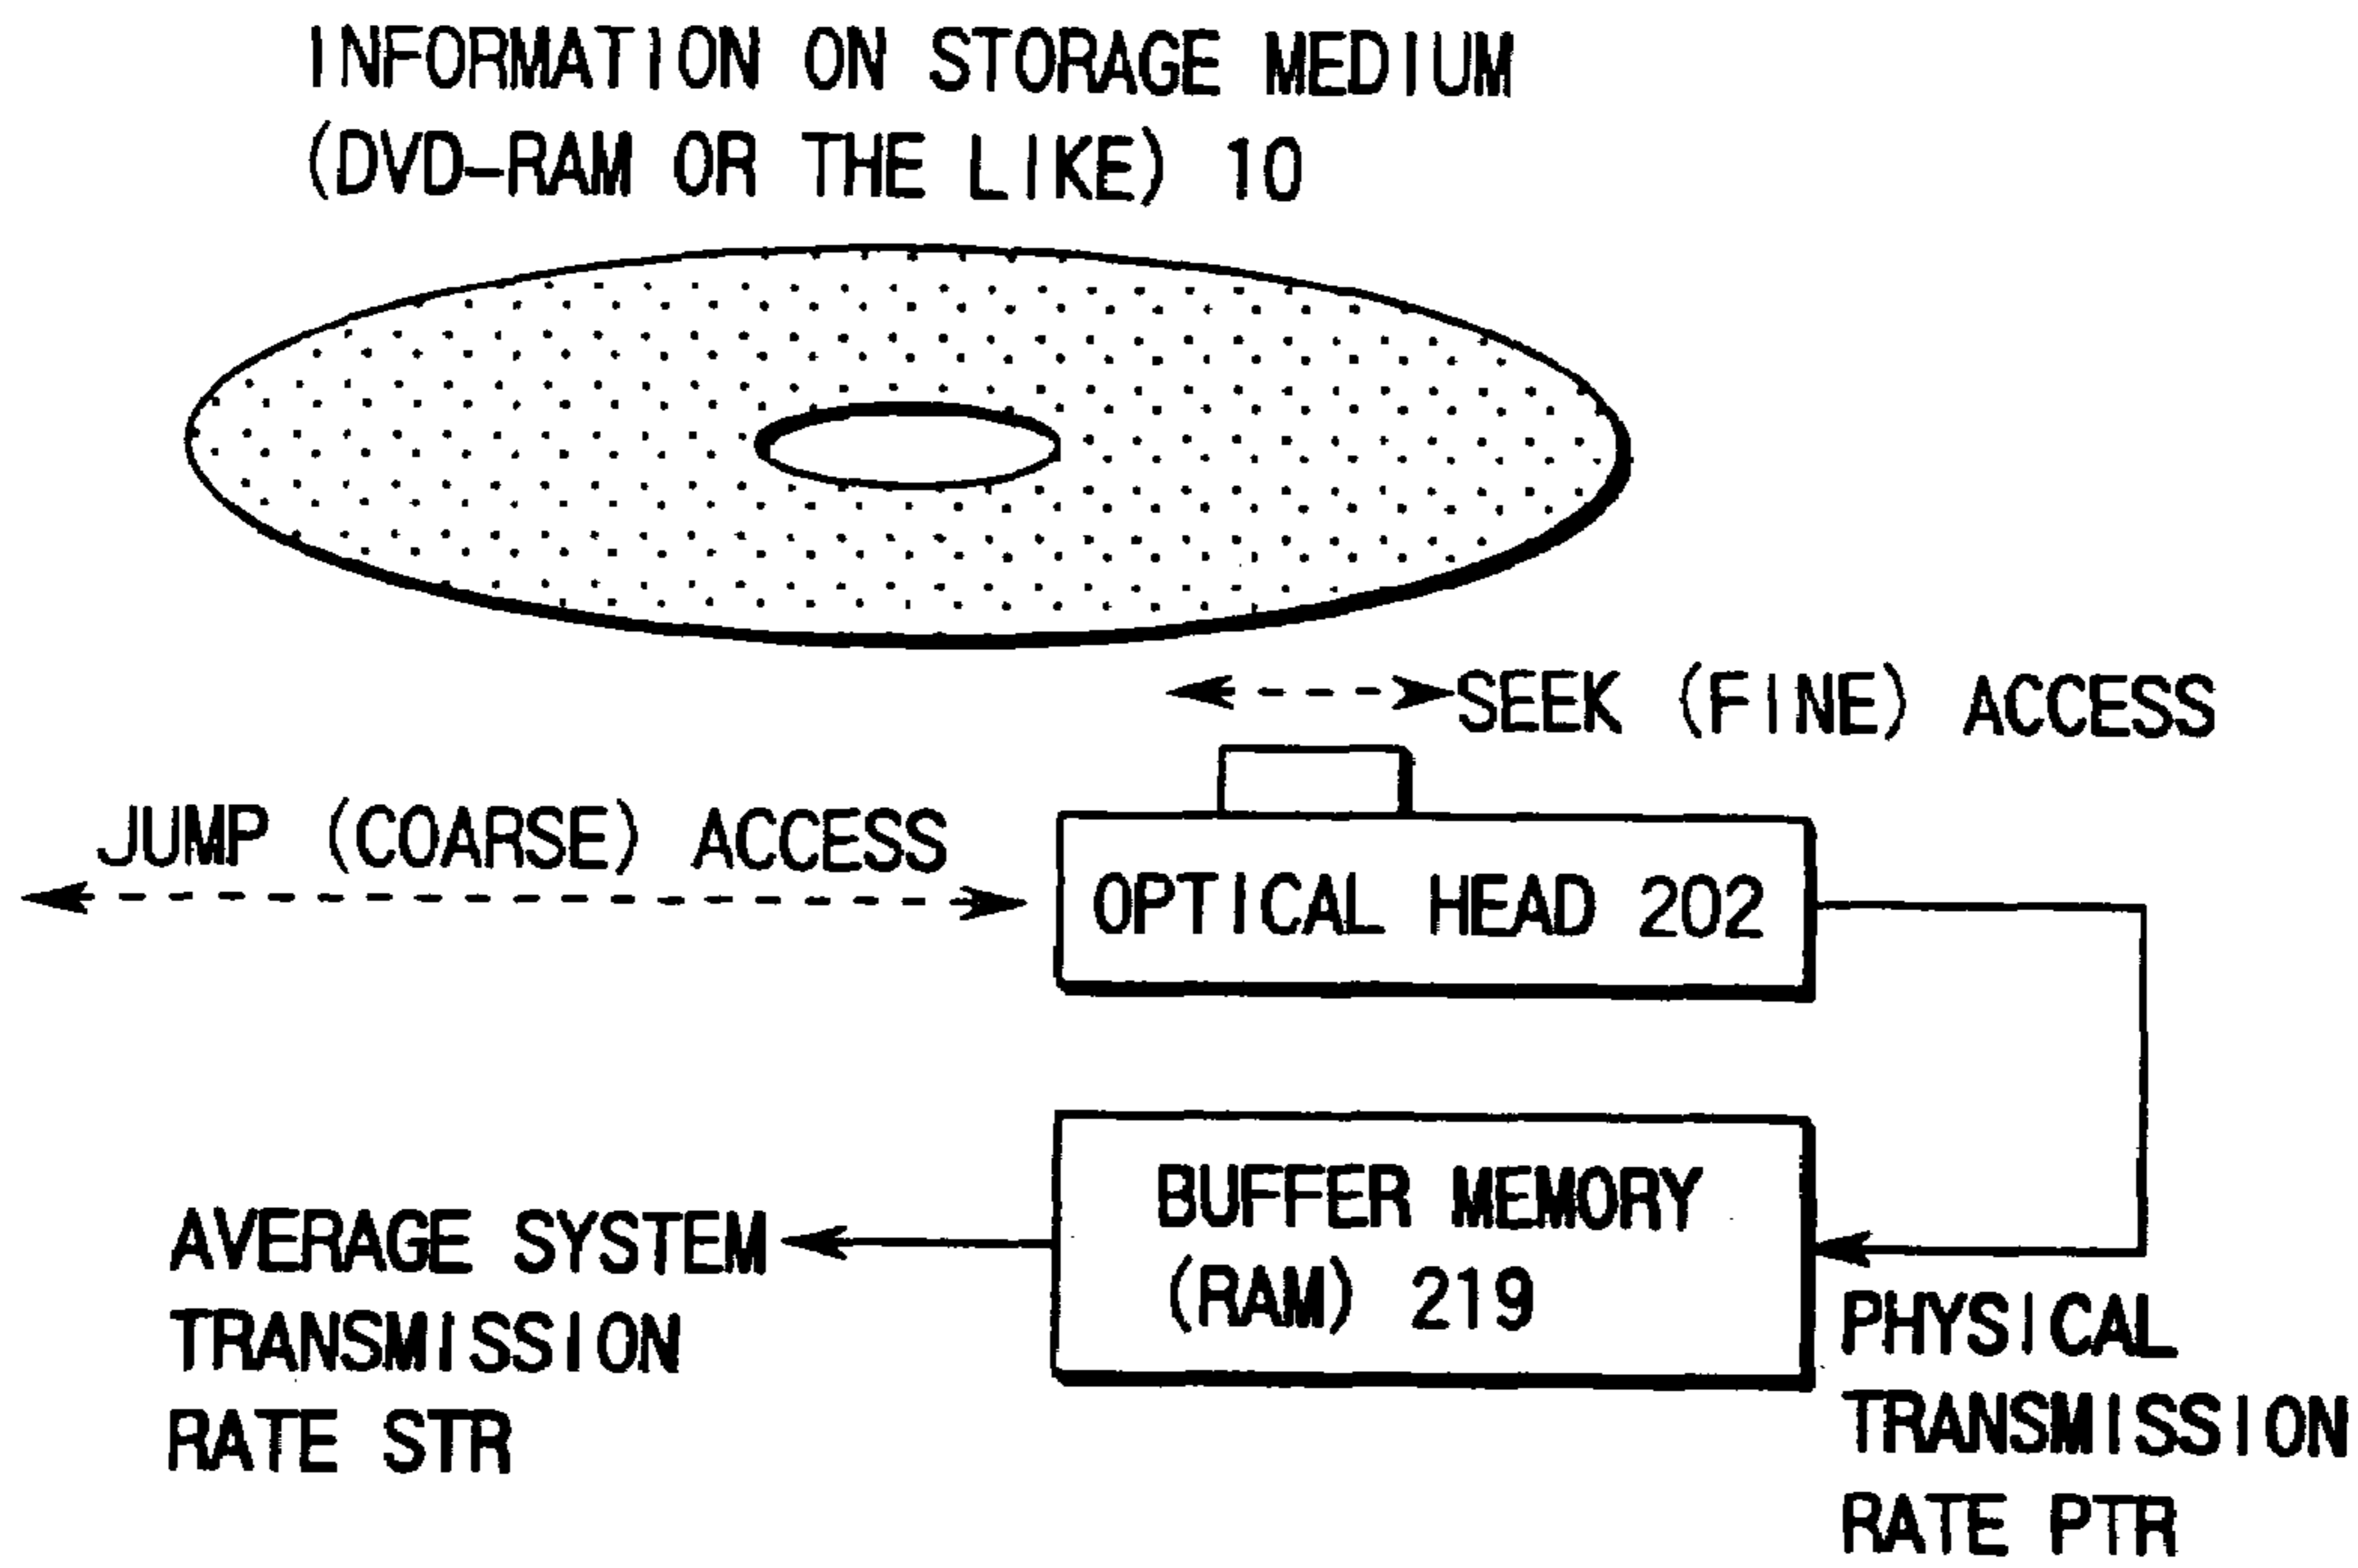 INFORMATION ON STORAGE MEDIUM
(DVD-RAM OR THE LIKE) 10
SEEK (FINE) ACCESS
JUMP (COARSE) ACCESS
OPTICAL HEAD 202
BUFFER MEMORY
(RAM) 219
AVERAGE SYSTEM
TRANSMISSION
RATE STR
PHYSICAL
TRANSMISSION
RATE PTR